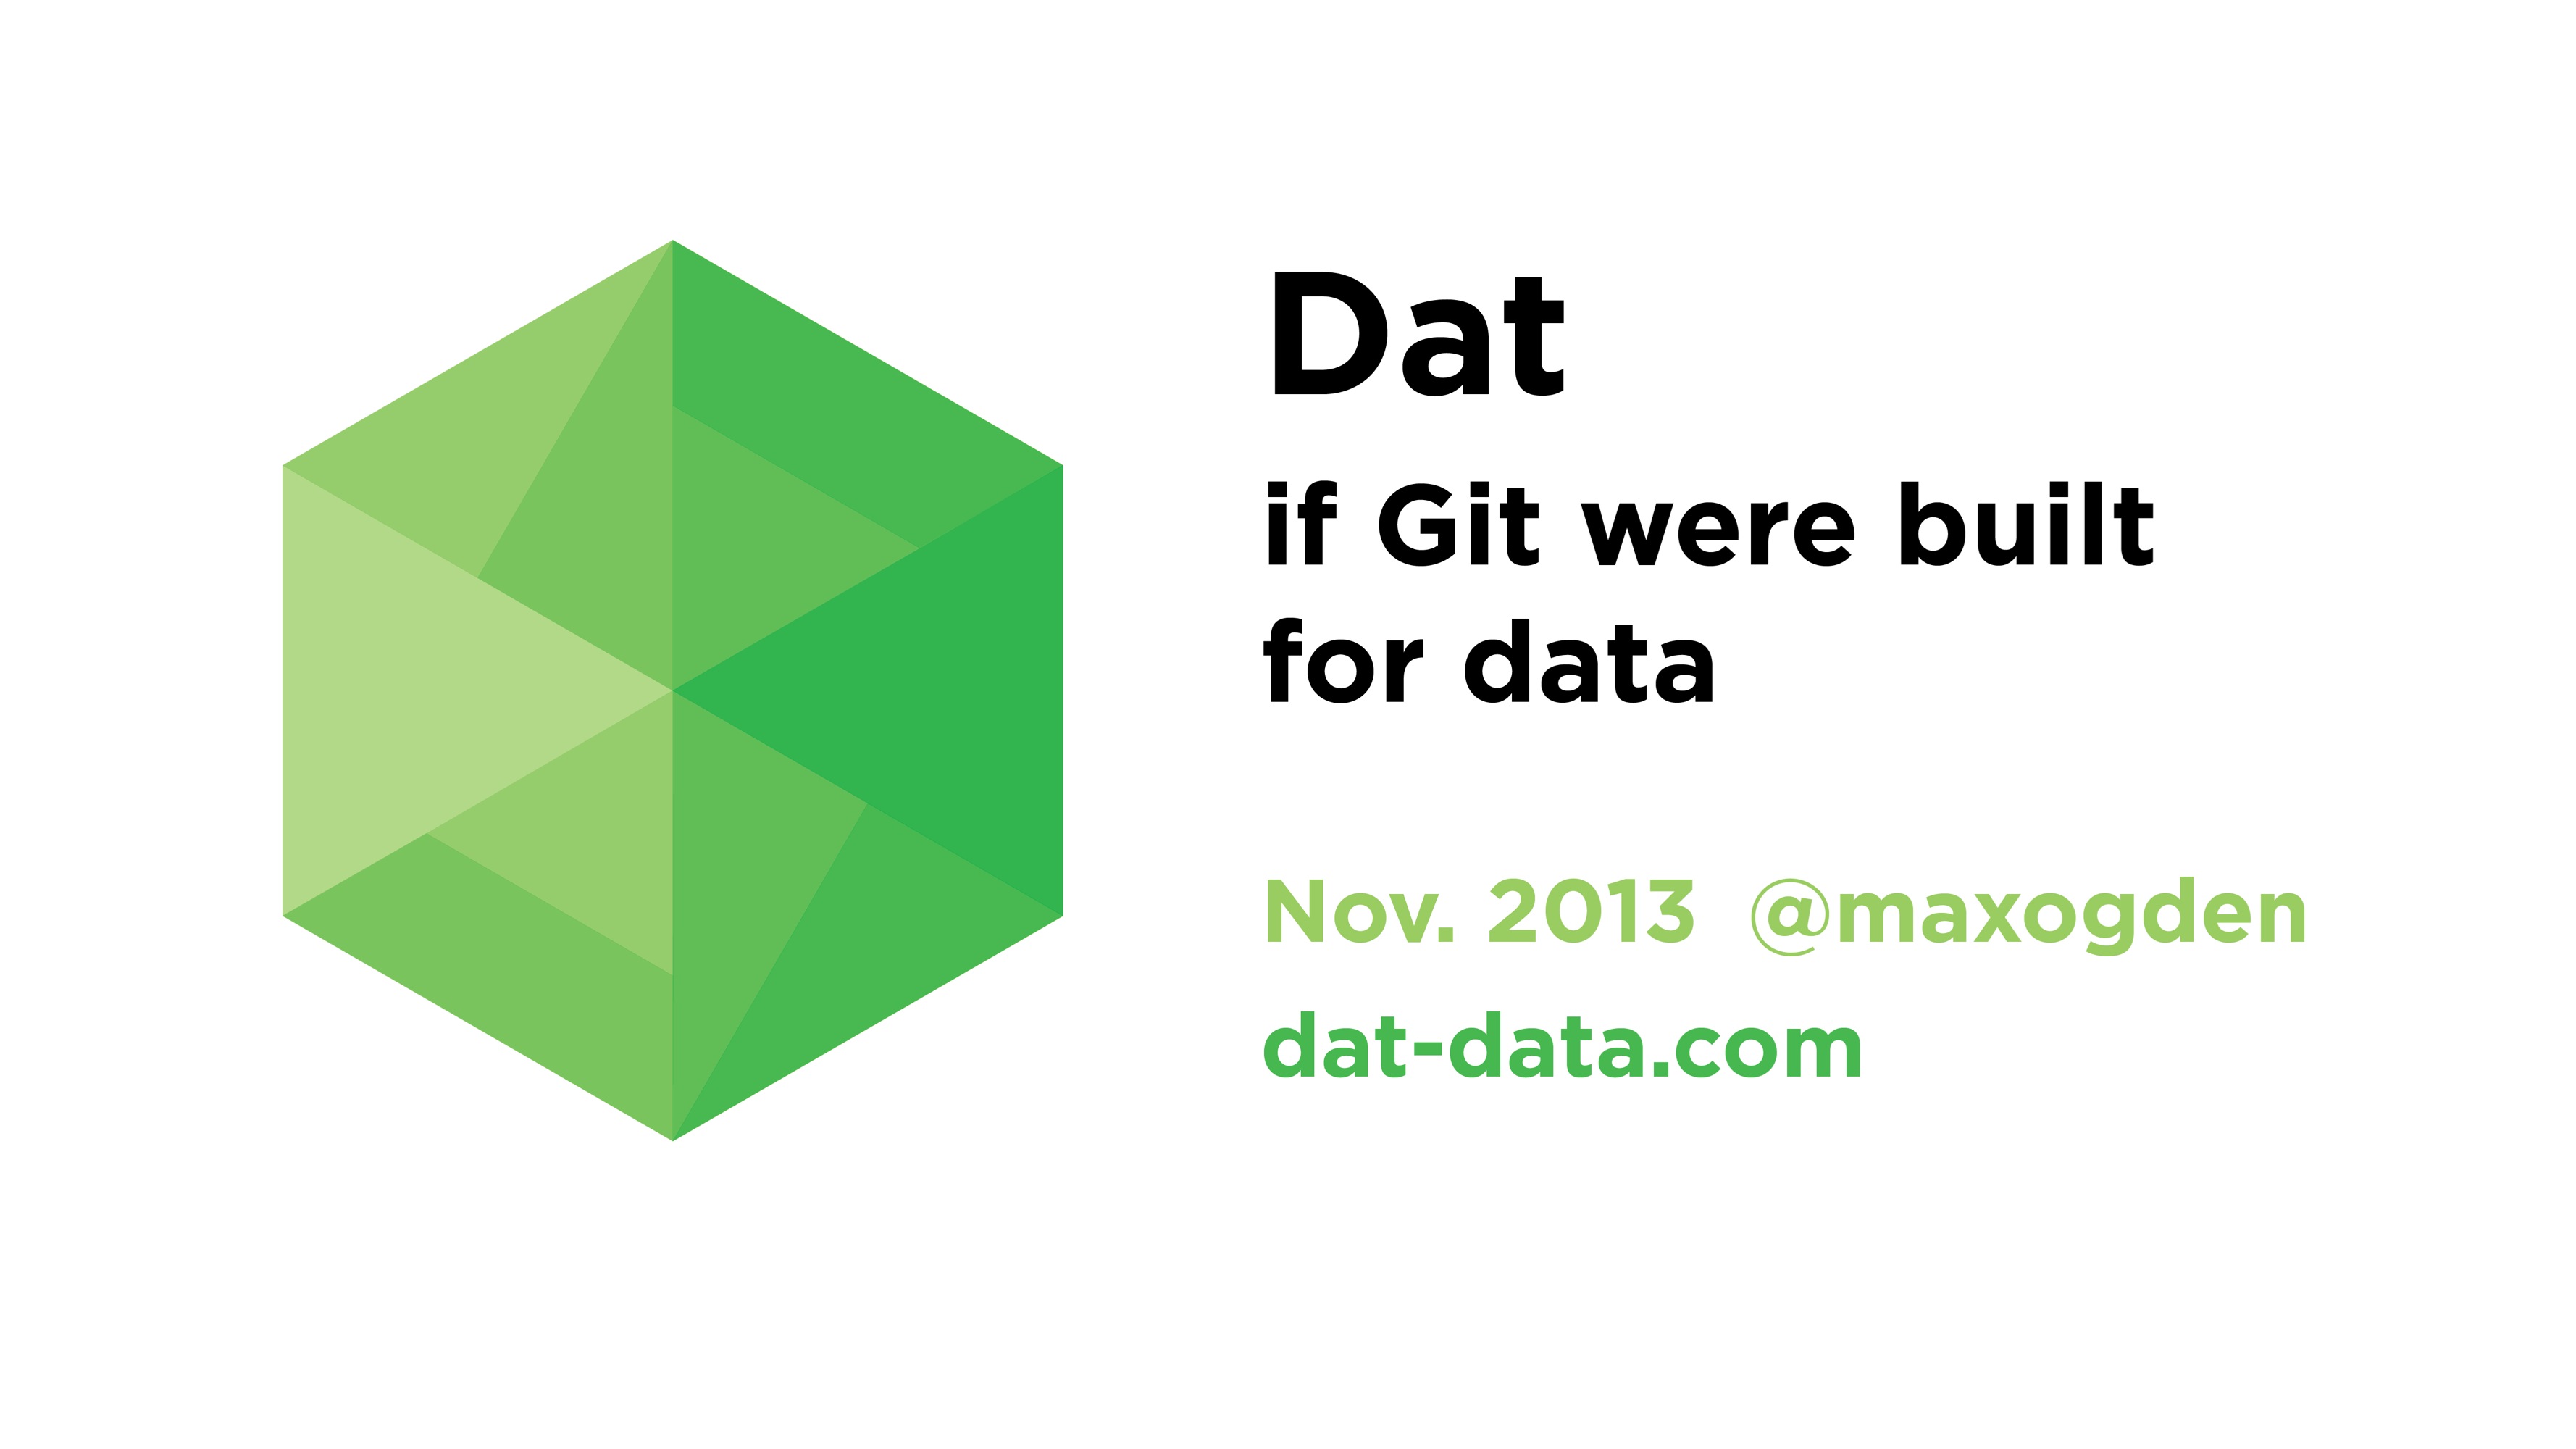 Dat
if Git were built
for data
Nov. 2013 @maxogden
dat-data.com